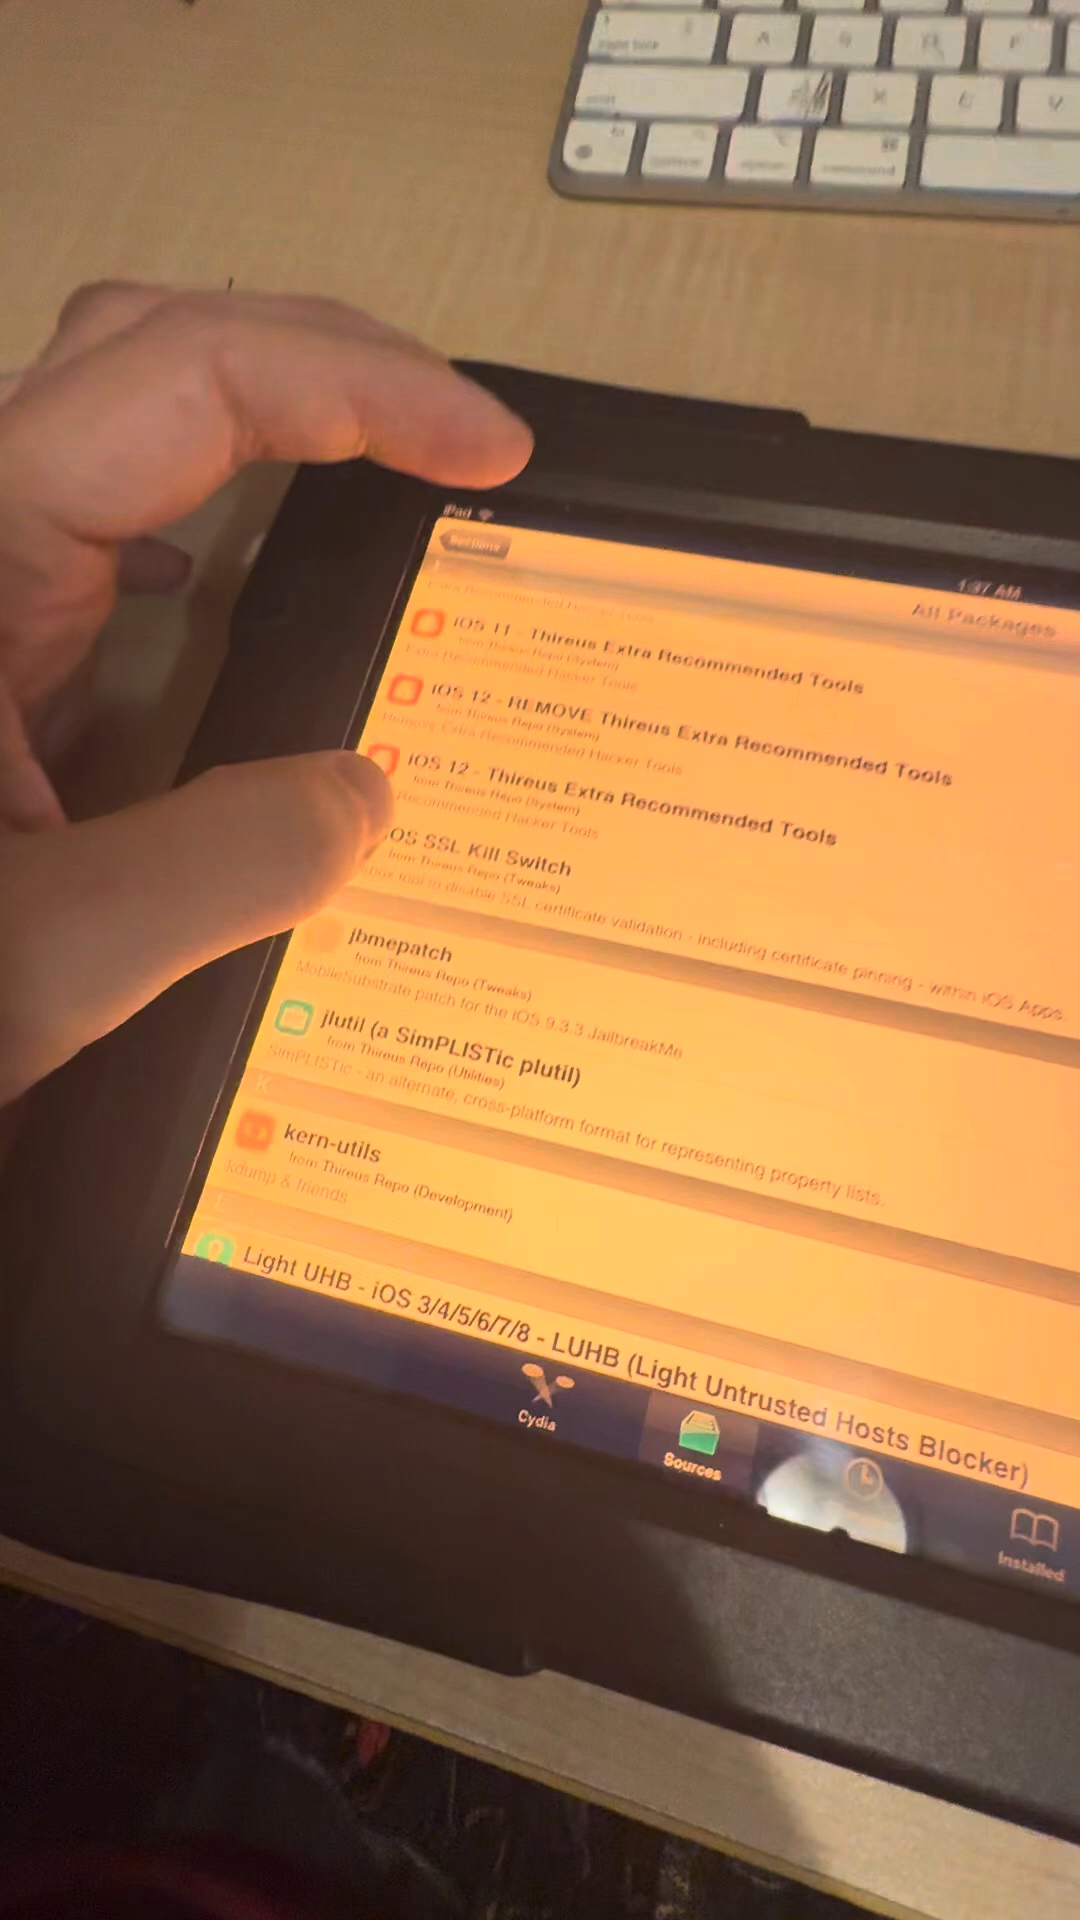 A
shift
X
C
V
control
option
⌘
command
iPad
Sections
1:37 AM
All Packages
I
Extra Recommended Hacker Tools
iOS 11 - Thireus Extra Recommended Tools
from Thireus Repo (System)
Extra Recommended Hacker Tools
iOS 12 - REMOVE Thireus Extra Recommended Tools
from Thireus Repo (System)
Remove Extra Recommended Hacker Tools
iOS 12 - Thireus Extra Recommended Tools
from Thireus Repo (System)
Recommended Hacker Tools
OS SSL Kill Switch
from Thireus Repo (Tweaks)
tool to disable SSL certificate validation - including certificate pinning - within iOS Apps.
jbmepatch
from Thireus Repo (Tweaks)
MobileSubstrate patch for the iOS 9.3.3 JailbreakMe
jlutil (a SimPLISTic plutil)
from Thireus Repo (Utilities)
SimPLISTic - an alternate, cross-platform format for representing property lists.
K
kern-utils
from Thireus Repo (Development)
kdump & friends
L
Light UHB - iOS 3/4/5/6/7/8 - LUHB (Light Untrusted Hosts Blocker)
Cydia
Sources
Installed